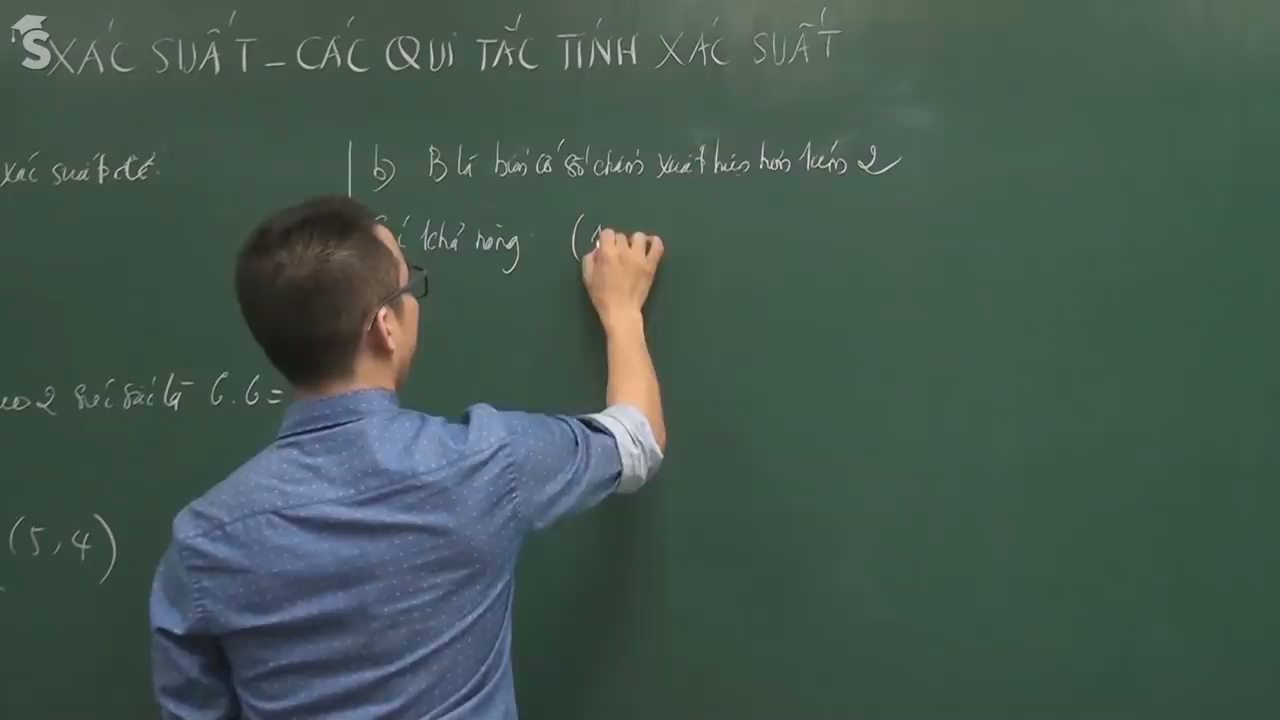 S
XÁC SUẤT – CÁC QUI TẮC TÍNH XÁC SUẤT
xác suất để
b) B là biến cố số chấm xuất hiện hơn kém 2
khả năng (1
2 súc sắc là 6.6 =
(5,4)